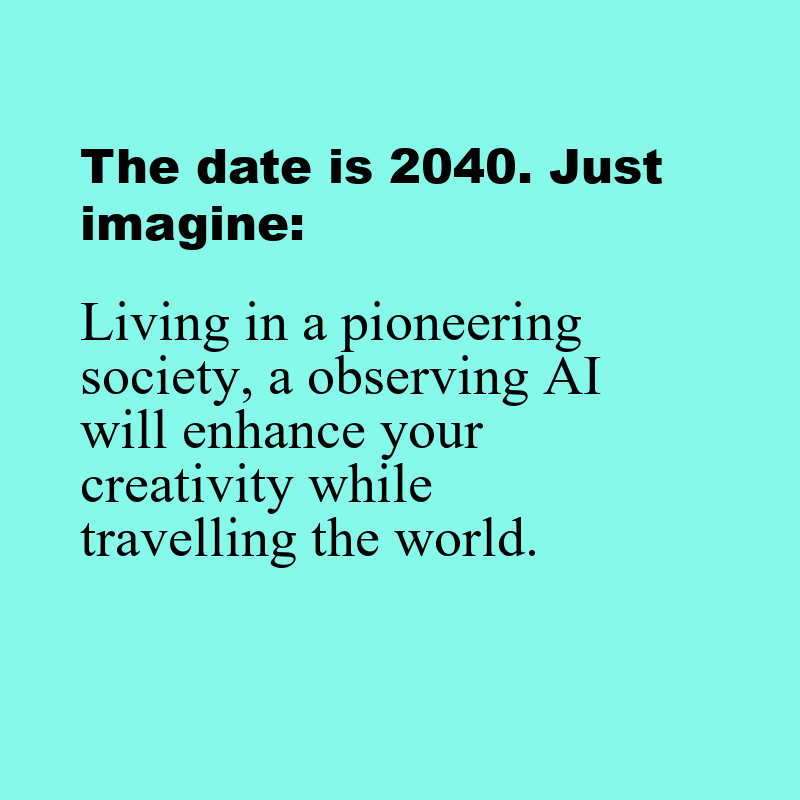 The date is 2040. Just
imagine:
Living in a pioneering
society, a observing AI
will enhance your
creativity while
travelling the world.